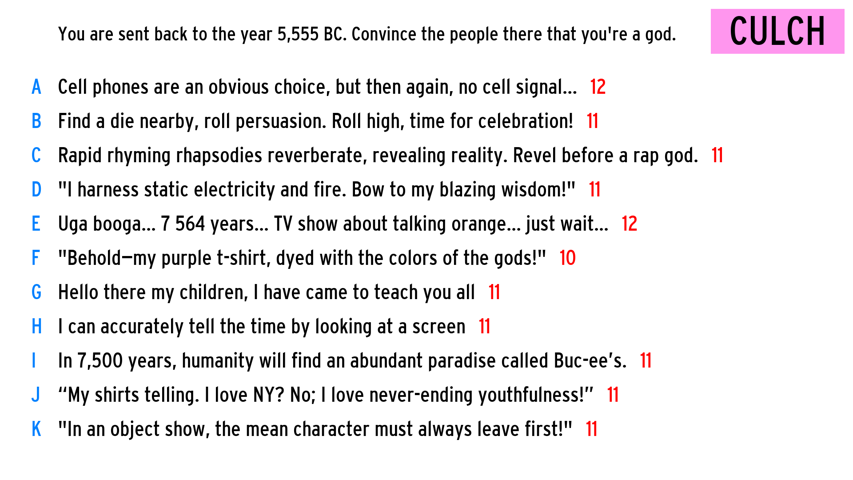 You are sent back to the year 5,555 BC. Convince the people there that you're a god.
CULCH
A Cell phones are an obvious choice, but then again, no cell signal... 12
B Find a die nearby, roll persuasion. Roll high, time for celebration! 11
C Rapid rhyming rhapsodies reverberate, revealing reality. Revel before a rap god. 11
D "I harness static electricity and fire. Bow to my blazing wisdom!" 11
E Uga booga... 7 564 years... TV show about talking orange... just wait... 12
F "Behold—my purple t-shirt, dyed with the colors of the gods!" 10
G Hello there my children, I have came to teach you all 11
H I can accurately tell the time by looking at a screen 11
I In 7,500 years, humanity will find an abundant paradise called Buc-ee’s. 11
J “My shirts telling. I love NY? No; I love never-ending youthfulness!” 11
K "In an object show, the mean character must always leave first!" 11